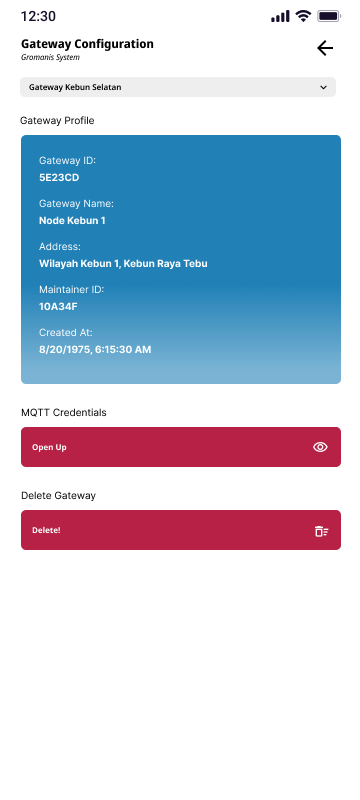 12:30
Gateway Configuration
Gromanis System
Gateway Kebun Selatan
Gateway Profile
Gateway ID:
5E23CD
Gateway Name:
Node Kebun 1
Address:
Wilayah Kebun 1, Kebun Raya Tebu
Maintainer ID:
10A34F
Created At:
8/20/1975, 6:15:30 AM
MQTT Credentials
Open Up
Delete Gateway
Delete!